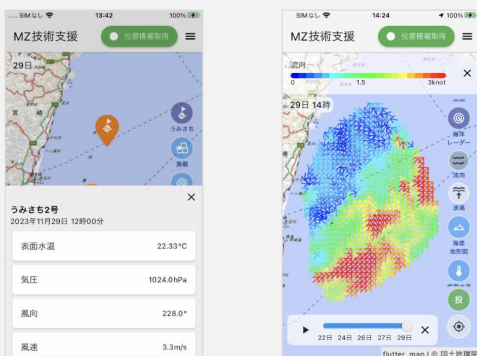 ..... SIMなし 13:42 100%
MZ技術支援
位置情報取得
29日
宮 崎
うみさち
漁礁
うみさち2号
2023年11月29日 12時00分
表面水温 22.33°C
気圧 1024.0hPa
風向 228.0°
風速 3.3m/s
..... SIMなし 14:24 100%
MZ技術支援
位置情報取得
流向
0 1.5 3knot
29日 14時
海洋
レーダー
流向
波高
海底
地形図
投
22日 24日 26日 27日 29日
flutter_map | © 国土地理院